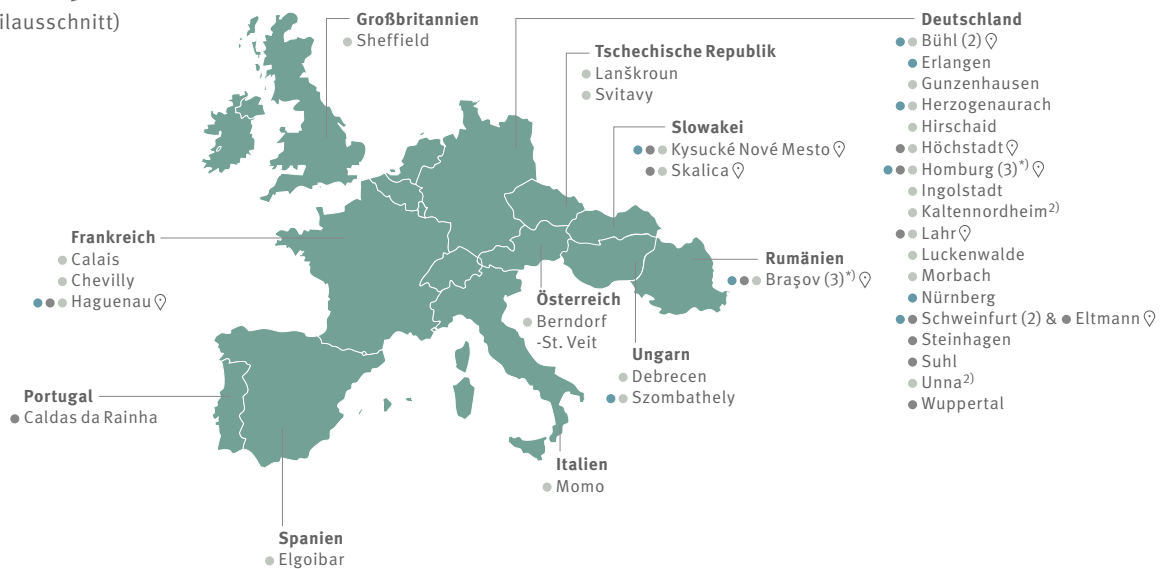 ilausschnitt)
Großbritannien
Sheffield
Tschechische Republik
Lanškroun
Svitavy
Slowakei
Kysucké Nové Mesto
Skalica
Deutschland
Bühl (2)
Erlangen
Gunzenhausen
Herzogenaurach
Hirschaid
Höchstadt
Homburg (3)*)
Ingolstadt
Kaltennordheim2)
Lahr
Luckenwalde
Morbach
Nürnberg
Schweinfurt (2) & Eltmann
Steinhagen
Suhl
Unna2)
Wuppertal
Frankreich
Calais
Chevilly
Haguenau
Rumänien
Braşov (3)*)
Österreich
Berndorf
-St. Veit
Ungarn
Debrecen
Szombathely
Portugal
Caldas da Rainha
Italien
Momo
Spanien
Elgoibar